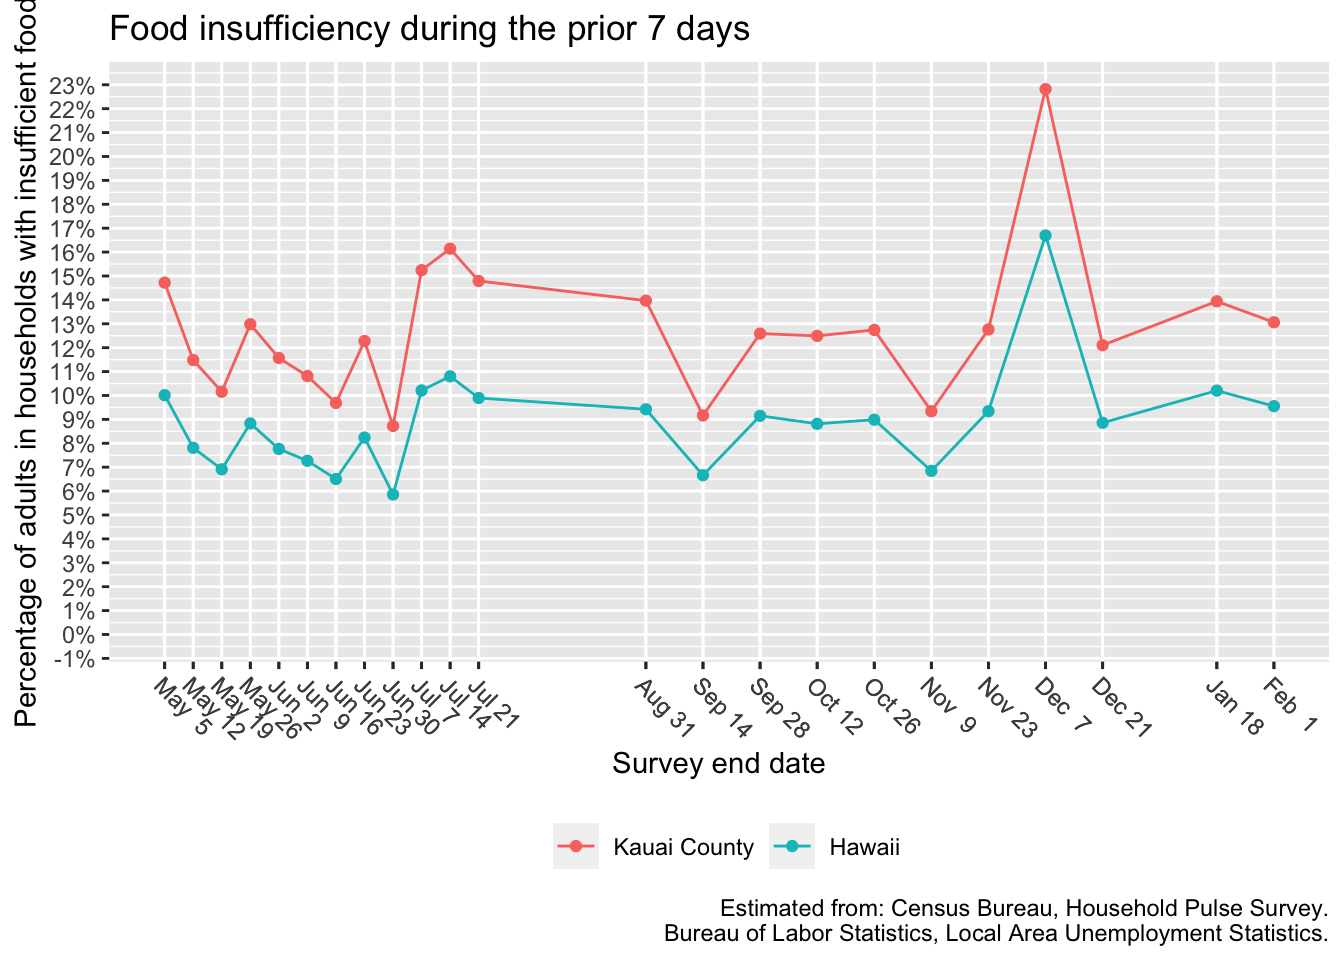 Food insufficiency during the prior 7 days
Percentage of adults in households with insufficient food
23%
22%
21%
20%
19%
18%
17%
16%
15%
14%
13%
12%
11%
10%
9%
8%
7%
6%
5%
4%
3%
2%
1%
0%
-1%
May 5
May 12
May 19
May 26
Jun 2
Jun 9
Jun 16
Jun 23
Jun 30
Jul 7
Jul 14
Jul 21
Aug 31
Sep 14
Sep 28
Oct 12
Oct 26
Nov 9
Nov 23
Dec 7
Dec 21
Jan 18
Feb 1
Survey end date
Kauai County
Hawaii
Estimated from: Census Bureau, Household Pulse Survey.
Bureau of Labor Statistics, Local Area Unemployment Statistics.